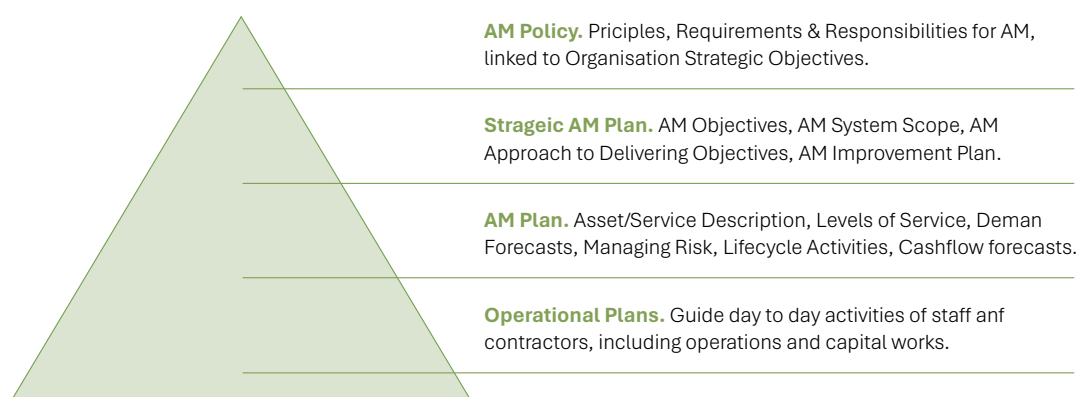 AM Policy. Priciples, Requirements & Responsibilities for AM,
linked to Organisation Strategic Objectives.
Strageic AM Plan. AM Objectives, AM System Scope, AM
Approach to Delivering Objectives, AM Improvement Plan.
AM Plan. Asset/Service Description, Levels of Service, Deman
Forecasts, Managing Risk, Lifecycle Activities, Cashflow forecasts.
Operational Plans. Guide day to day activities of staff anf
contractors, including operations and capital works.